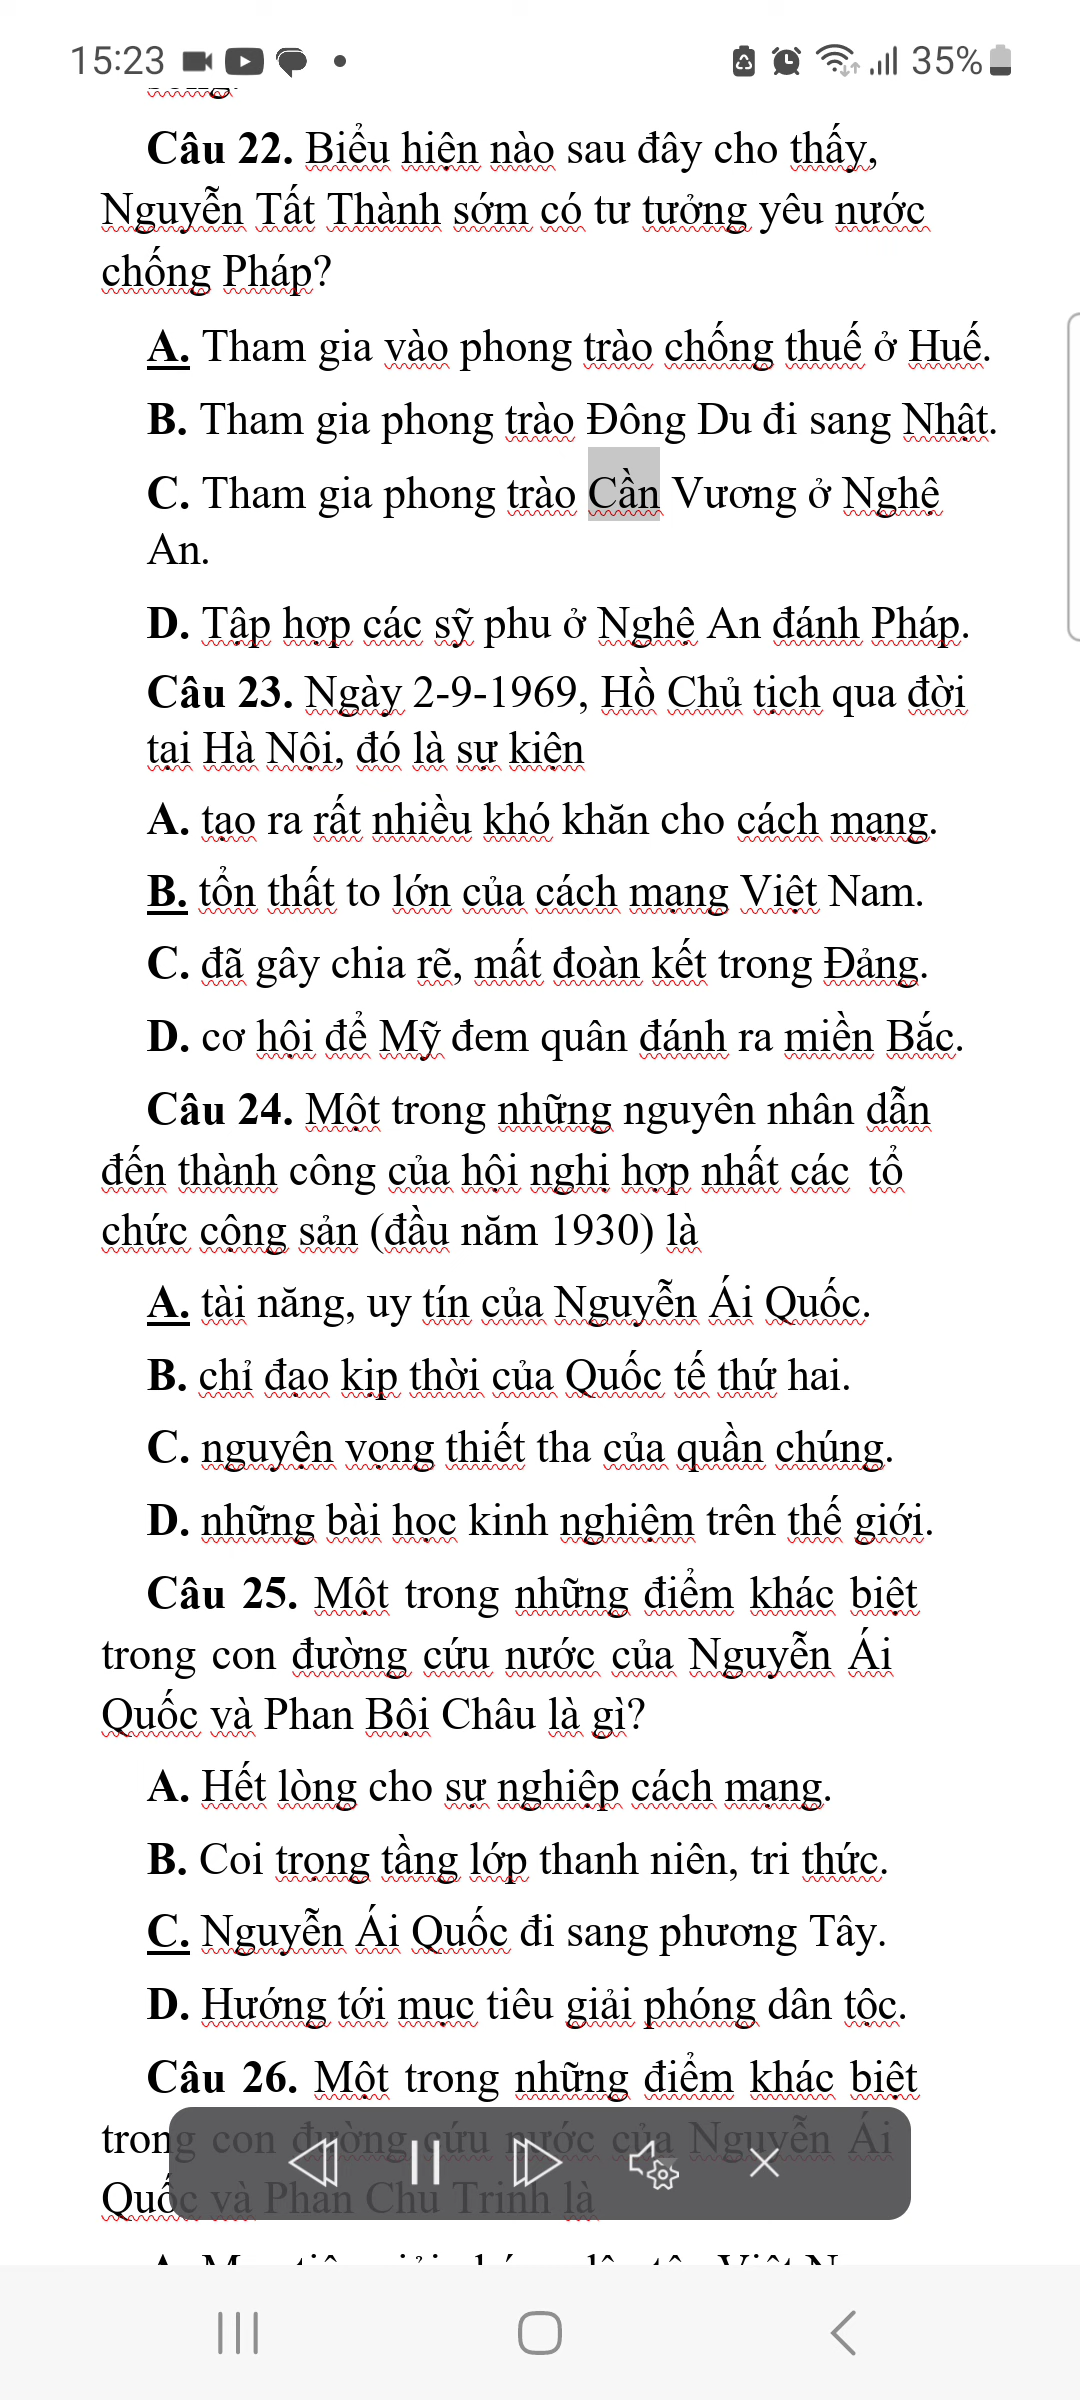 15:23
35%
Câu 22. Biểu hiện nào sau đây cho thấy,
Nguyễn Tất Thành sớm có tư tưởng yêu nước
chống Pháp?
A. Tham gia vào phong trào chống thuế ở Huế.
B. Tham gia phong trào Đông Du đi sang Nhật.
C. Tham gia phong trào Cần Vương ở Nghệ
An.
D. Tập hợp các sỹ phu ở Nghệ An đánh Pháp.
Câu 23. Ngày 2-9-1969, Hồ Chủ tịch qua đời
tại Hà Nội, đó là sự kiện
A. tạo ra rất nhiều khó khăn cho cách mạng.
B. tổn thất to lớn của cách mạng Việt Nam.
C. đã gây chia rẽ, mất đoàn kết trong Đảng.
D. cơ hội để Mỹ đem quân đánh ra miền Bắc.
Câu 24. Một trong những nguyên nhân dẫn
đến thành công của hội nghị hợp nhất các tổ
chức cộng sản (đầu năm 1930) là
A. tài năng, uy tín của Nguyễn Ái Quốc.
B. chỉ đạo kịp thời của Quốc tế thứ hai.
C. nguyện vọng thiết tha của quần chúng.
D. những bài học kinh nghiệm trên thế giới.
Câu 25. Một trong những điểm khác biệt
trong con đường cứu nước của Nguyễn Ái
Quốc và Phan Bội Châu là gì?
A. Hết lòng cho sự nghiệp cách mạng.
B. Coi trọng tầng lớp thanh niên, tri thức.
C. Nguyễn Ái Quốc đi sang phương Tây.
D. Hướng tới mục tiêu giải phóng dân tộc.
Câu 26. Một trong những điểm khác biệt
trong con đường cứu nước của Nguyễn Ái
Quốc và Phan Chu Trinh là